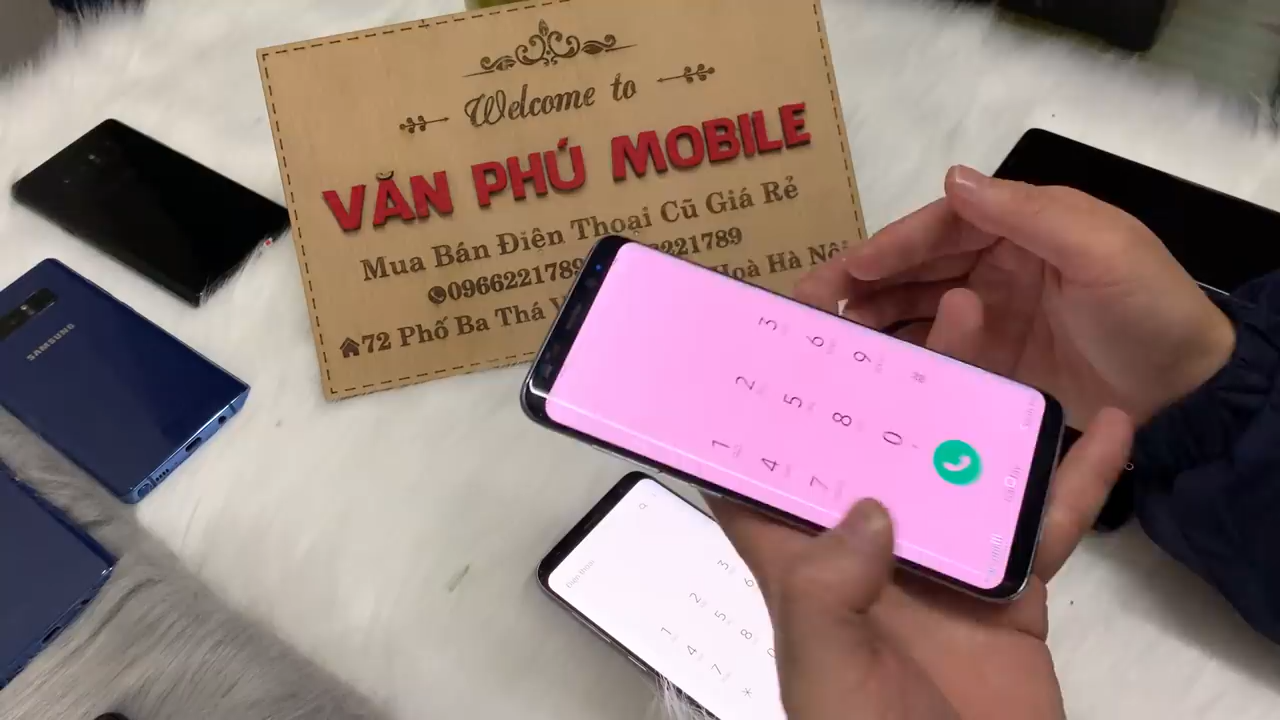 Welcome to
VĂN PHÚ MOBILE
Mua Bán Điện Thoại Cũ Giá Rẻ
0966221789 221789
72 Phố Ba Thá Hoà Hà Nội
SAMSUNG
1 2 3
4 5 6
7 8 9
0 #
Điện thoại
1 2 3
4 5 6
7 8
*